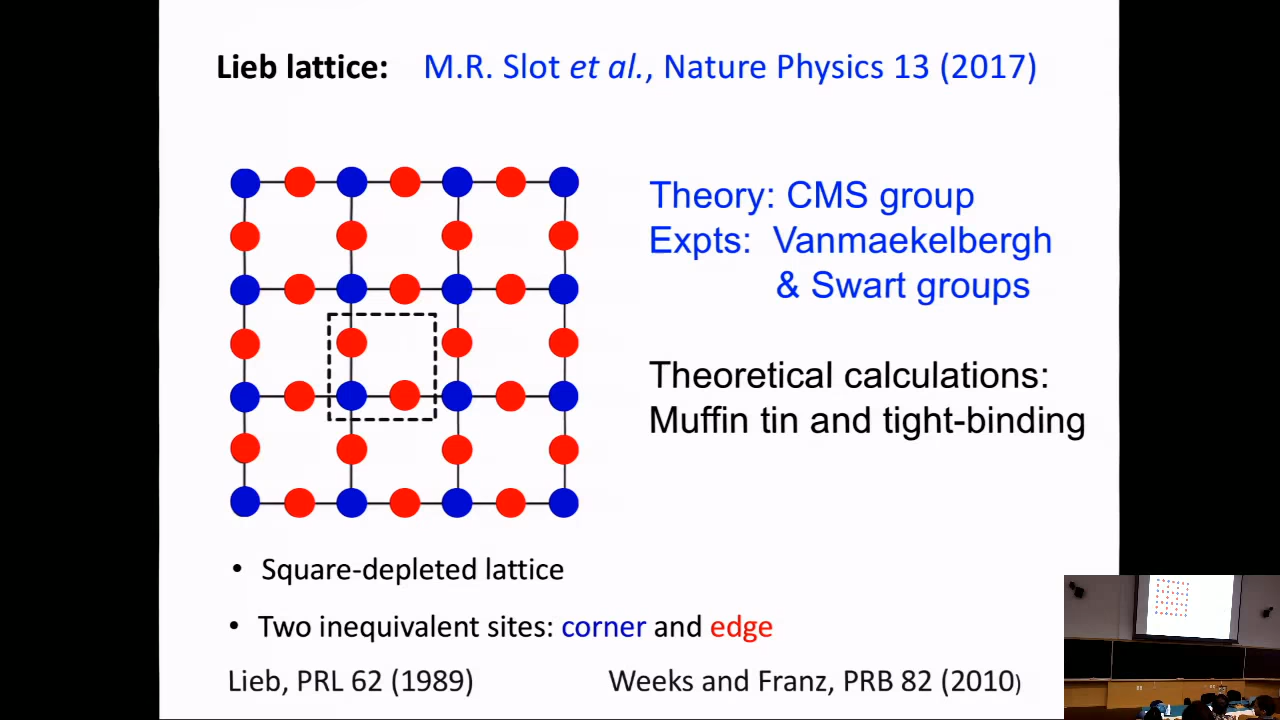 Lieb lattice: M.R. Slot et al., Nature Physics 13 (2017)
Theory: CMS group
Expts: Vanmaekelbergh
& Swart groups
Theoretical calculations:
Muffin tin and tight-binding
• Square-depleted lattice
• Two inequivalent sites: corner and edge
Lieb, PRL 62 (1989)
Weeks and Franz, PRB 82 (2010)